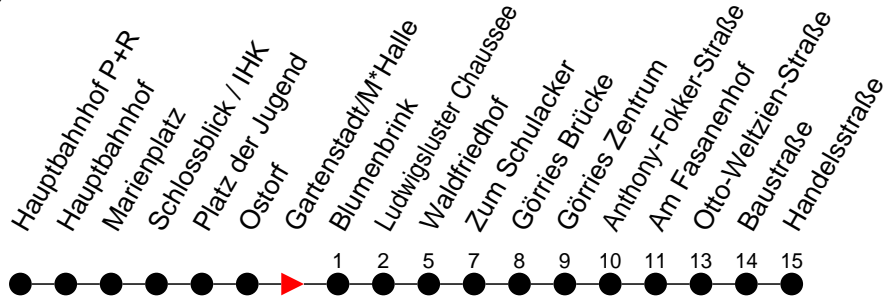 Hauptbahnhof P+R
Hauptbahnhof
Marienplatz
Schlossblick / IHK
Platz der Jugend
Ostorf
Gartenstadt/M*Halle
Blumenbrink
Ludwigsluster Chaussee
Waldfriedhof
Zum Schulacker
Görries Brücke
Görries Zentrum
Anthony-Fokker-Straße
Am Fasanenhof
Otto-Weltzien-Straße
Baustraße
Handelsstraße
1 2 5 7 8 9 10 11 13 14 15